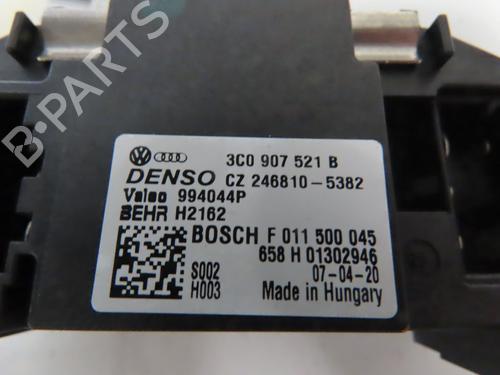 3C0 907 521 B
DENSO CZ 246810-5382
Valeo 994044P
BEHR H2162
BOSCH F 011 500 045
658 H 01302946
S002 07-04-20
H003 Made in Hungary
B-PARTS